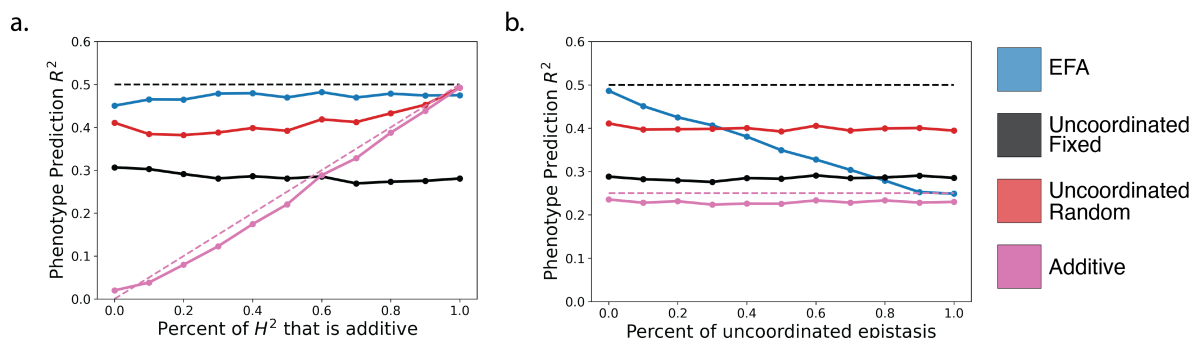 a.
Phenotype Prediction R²
0.6
0.5
0.4
0.3
0.2
0.1
0.0
0.0 0.2 0.4 0.6 0.8 1.0
Percent of H² that is additive
b.
Phenotype Prediction R²
0.6
0.5
0.4
0.3
0.2
0.1
0.0
0.0 0.2 0.4 0.6 0.8 1.0
Percent of uncoordinated epistasis
EFA
Uncoordinated
Fixed
Uncoordinated
Random
Additive